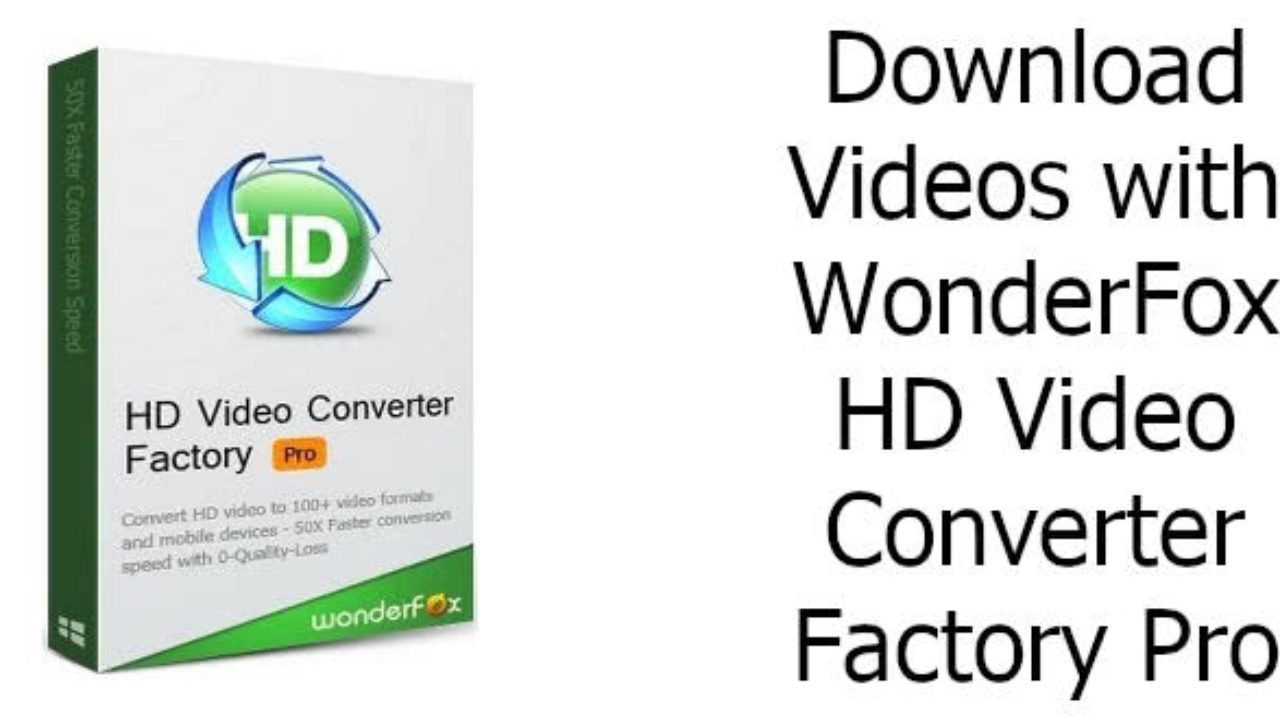 50X Faster Conversion Speed
HD
HD Video Converter
Factory Pro
Convert HD video to 100+ video formats
and mobile devices - 50X Faster conversion
speed with 0-Quality-Loss
wonderfox
Download
Videos with
WonderFox
HD Video
Converter
Factory Pro